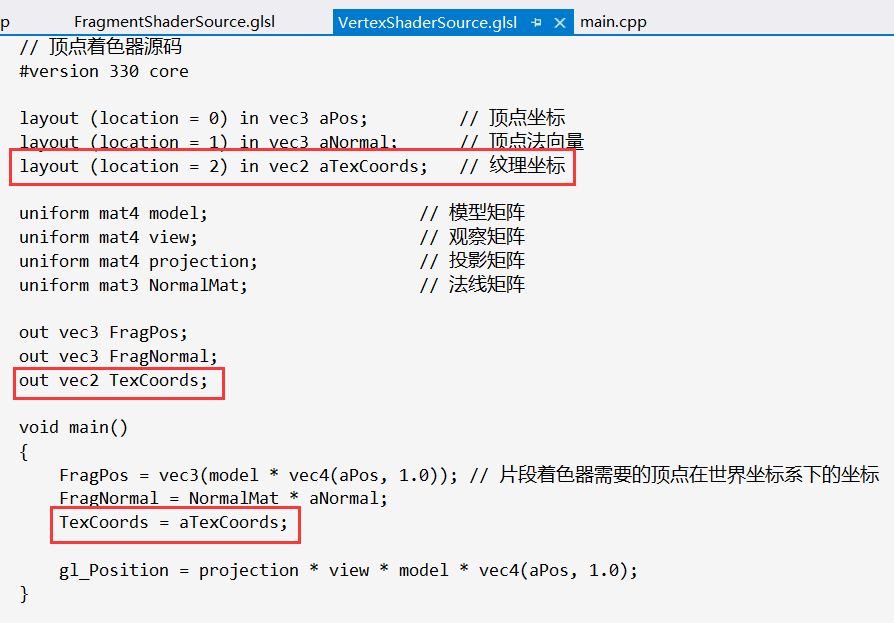 p FragmentShaderSource.glsl VertexShaderSource.glsl main.cpp
// 顶点着色器源码
#version 330 core
layout (location = 0) in vec3 aPos; // 顶点坐标
layout (location = 1) in vec3 aNormal; // 顶点法向量
layout (location = 2) in vec2 aTexCoords; // 纹理坐标
uniform mat4 model; // 模型矩阵
uniform mat4 view; // 观察矩阵
uniform mat4 projection; // 投影矩阵
uniform mat3 NormalMat; // 法线矩阵
out vec3 FragPos;
out vec3 FragNormal;
out vec2 TexCoords;
void main()
{
FragPos = vec3(model * vec4(aPos, 1.0)); // 片段着色器需要的顶点在世界坐标系下的坐标
FragNormal = NormalMat * aNormal;
TexCoords = aTexCoords;
gl_Position = projection * view * model * vec4(aPos, 1.0);
}